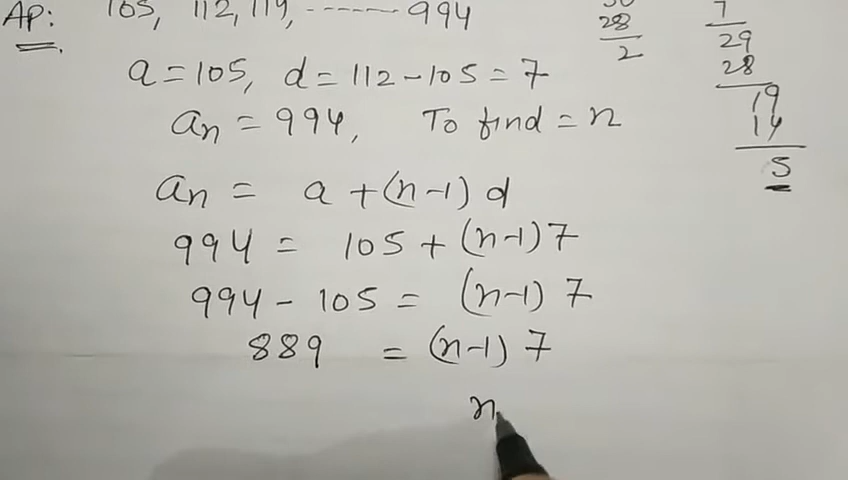 AP: 105, 112, 119, -------- 994
28
2
7
29
28
19
14
5
a = 105, d = 112 - 105 = 7
an = 994, To find = n
an = a + (n-1) d
994 = 105 + (n-1) 7
994 - 105 = (n-1) 7
889 = (n-1) 7
n